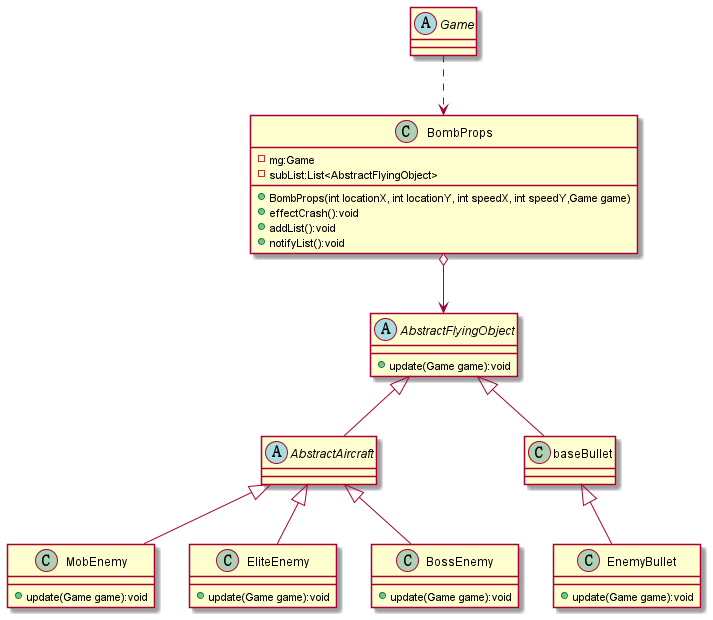 A Game
C BombProps
mg:Game
subList:List<AbstractFlyingObject>
BombProps(int locationX, int locationY, int speedX, int speedY,Game game)
effectCrash():void
addList():void
notifyList():void
A AbstractFlyingObject
update(Game game):void
A AbstractAircraft
C baseBullet
C MobEnemy
update(Game game):void
C EliteEnemy
update(Game game):void
C BossEnemy
update(Game game):void
C EnemyBullet
update(Game game):void